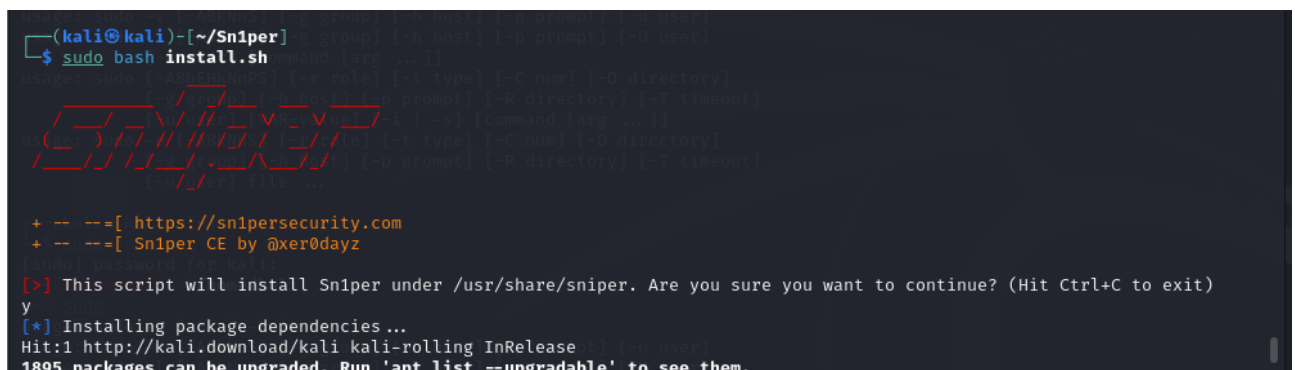 ┌──(kali㉿kali)-[~/Sn1per]
└─$ sudo bash install.sh
+ -- --=[ https://sn1persecurity.com
+ -- --=[ Sn1per CE by @xer0dayz
[>] This script will install Sn1per under /usr/share/sniper. Are you sure you want to continue? (Hit Ctrl+C to exit)
y
[*] Installing package dependencies...
Hit:1 http://kali.download/kali kali-rolling InRelease
1895 packages can be upgraded. Run 'apt list --upgradable' to see them.